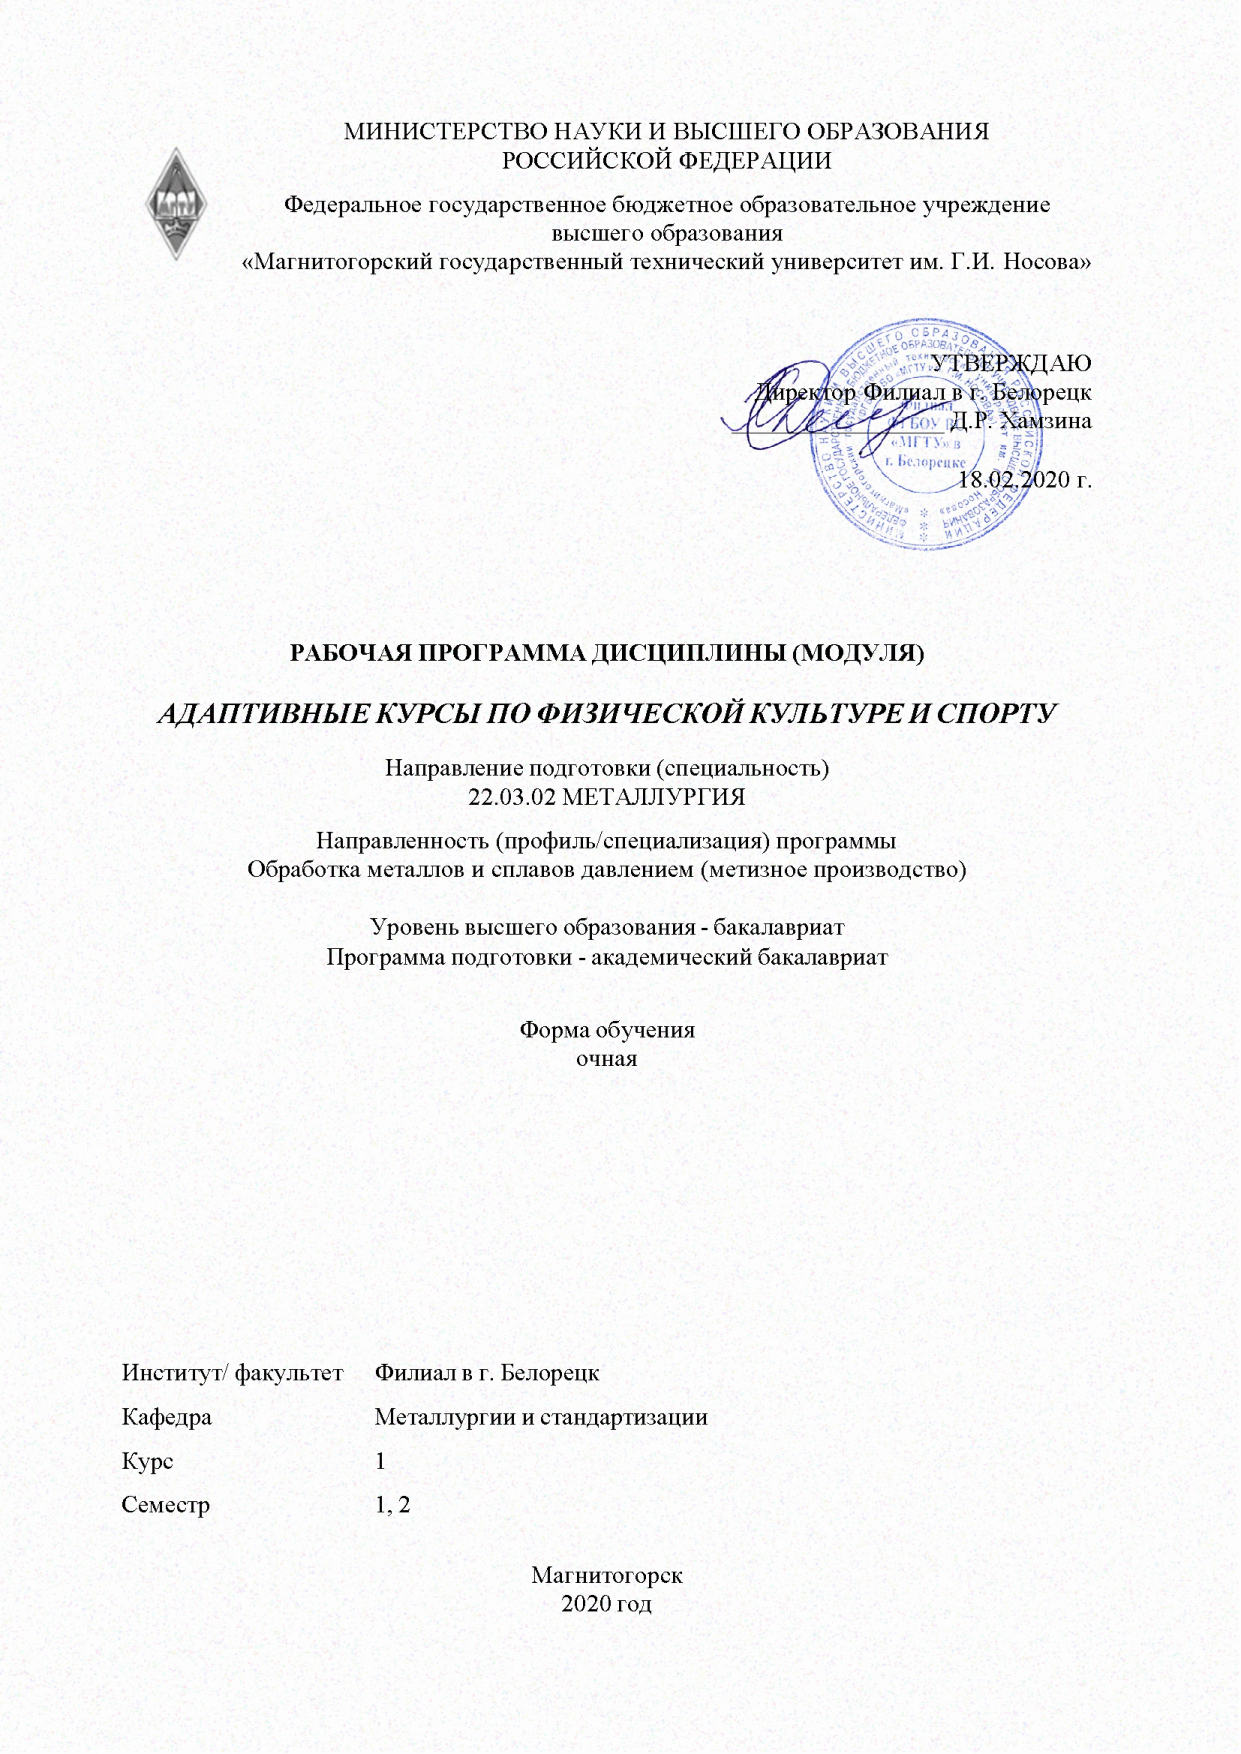 МИНИСТЕРСТВО НАУКИ И ВЫСШЕГО ОБРАЗОВАНИЯ
РОССИЙСКОЙ ФЕДЕРАЦИИ
МГТУ
Федеральное государственное бюджетное образовательное учреждение
высшего образования
«Магнитогорский государственный технический университет им. Г.И. Носова»
УТВЕРЖДАЮ
Директор Филиал в г. Белорецк
Д.Р. Хамзина
18.02.2020 г.
«МГТУ» в
г. Белорецке
РАБОЧАЯ ПРОГРАММА ДИСЦИПЛИНЫ (МОДУЛЯ)
АДАПТИВНЫЕ КУРСЫ ПО ФИЗИЧЕСКОЙ КУЛЬТУРЕ И СПОРТУ
Направление подготовки (специальность)
22.03.02 МЕТАЛЛУРГИЯ
Направленность (профиль/специализация) программы
Обработка металлов и сплавов давлением (метизное производство)
Уровень высшего образования - бакалавриат
Программа подготовки - академический бакалавриат
Форма обучения
очная
Институт/ факультет Филиал в г. Белорецк
Кафедра Металлургии и стандартизации
Курс 1
Семестр 1, 2
Магнитогорск
2020 год